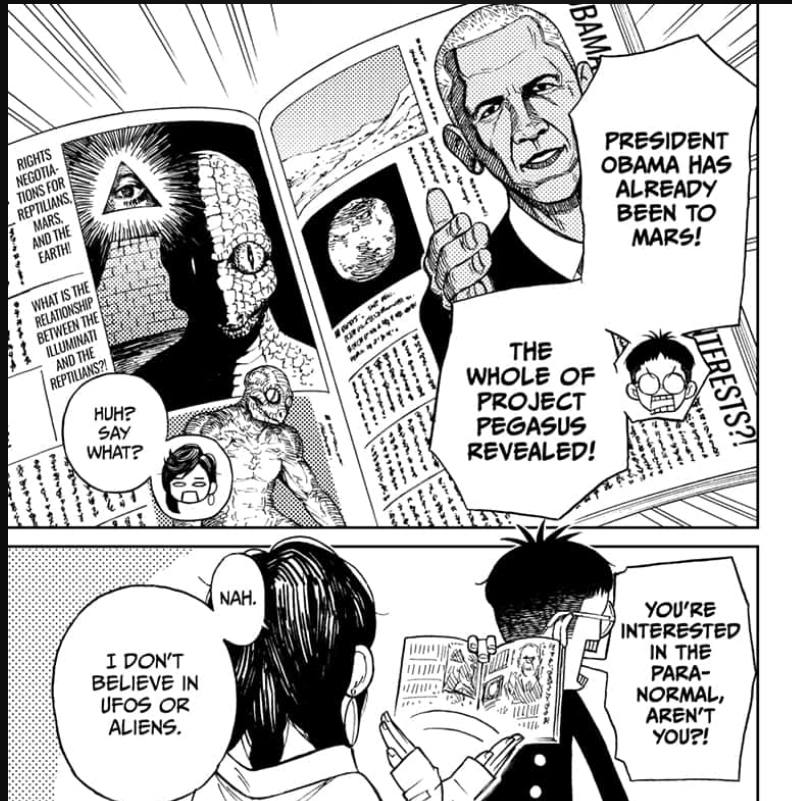 RIGHTS
NEGOTIA-
TIONS FOR
REPTILIANS,
MARS,
AND THE
EARTH!
WHAT IS THE
RELATIONSHIP
BETWEEN THE
ILLUMINATI
AND THE
REPTILIANS?!
PRESIDENT
OBAMA HAS
ALREADY
BEEN TO
MARS!
THE
WHOLE OF
PROJECT
PEGASUS
REVEALED!
HUH?
SAY
WHAT?
YOU'RE
INTERESTED
IN THE
PARA-
NORMAL,
AREN'T
YOU?!
NAH.
I DON'T
BELIEVE IN
UFOS OR
ALIENS.